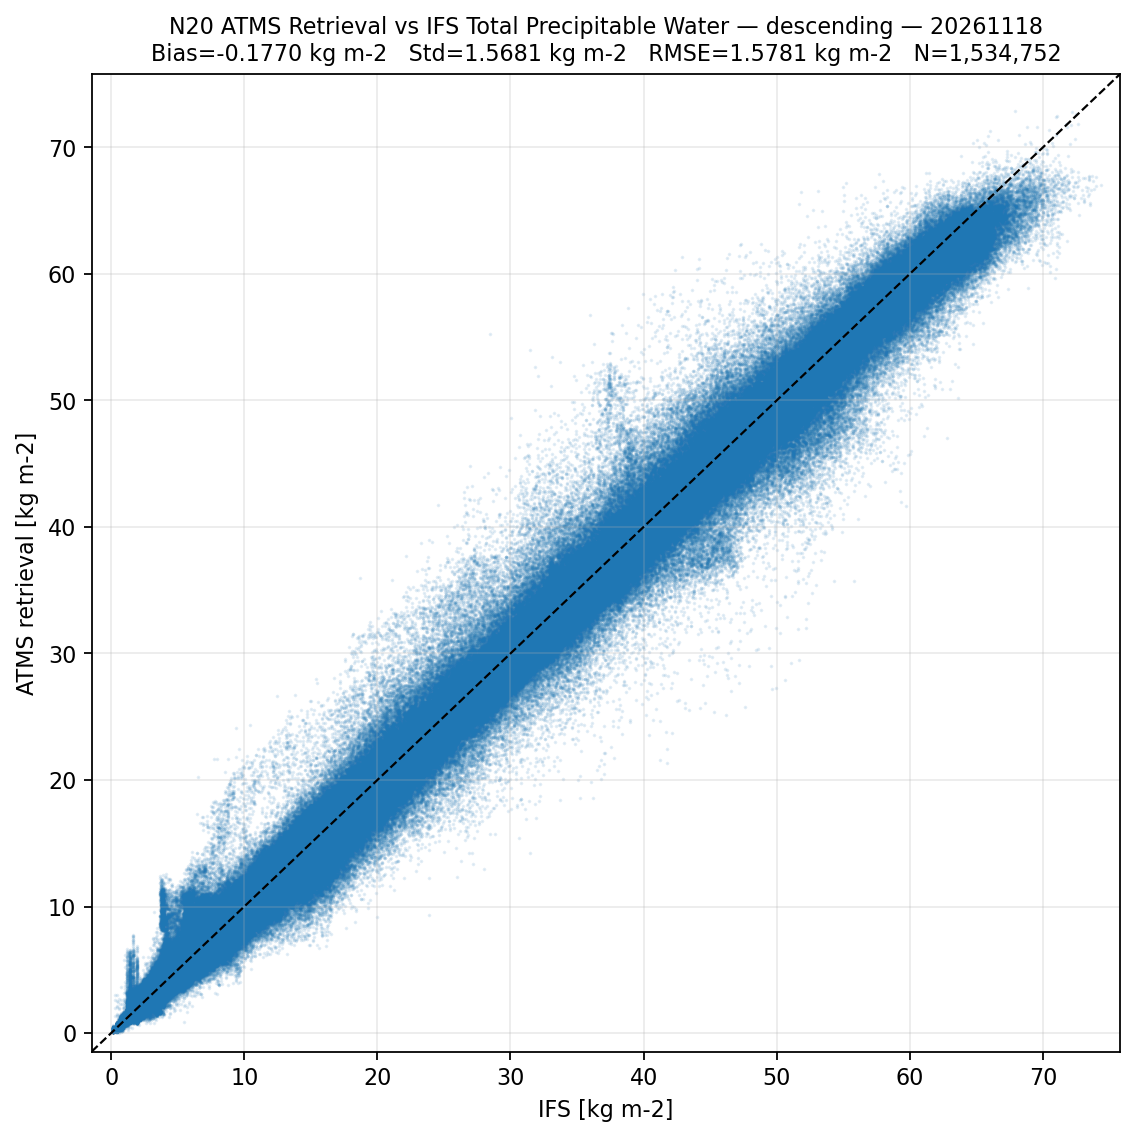 N20 ATMS Retrieval vs IFS Total Precipitable Water — descending — 20261118
Bias=-0.1770 kg m-2   Std=1.5681 kg m-2   RMSE=1.5781 kg m-2   N=1,534,752
70
60
50
40
30
20
10
0
ATMS retrieval [kg m-2]
0 10 20 30 40 50 60 70
IFS [kg m-2]